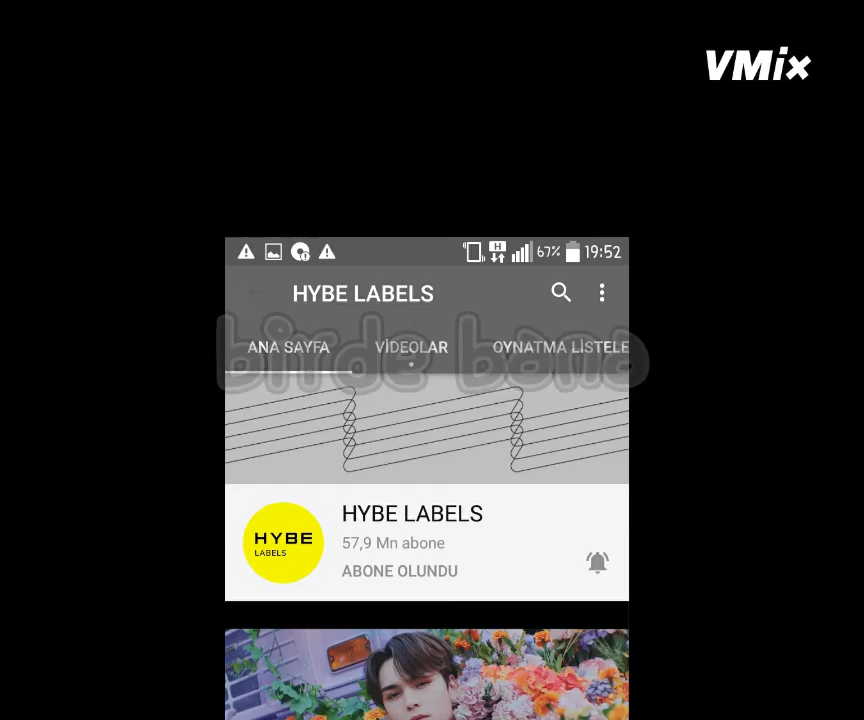 VMix
H
67% 19:52
HYBE LABELS
birde bana
ANA SAYFA VİDEOLAR OYNATMA LİSTELE
HYBE LABELS
HYBE
LABELS
57,9 Mn abone
ABONE OLUNDU